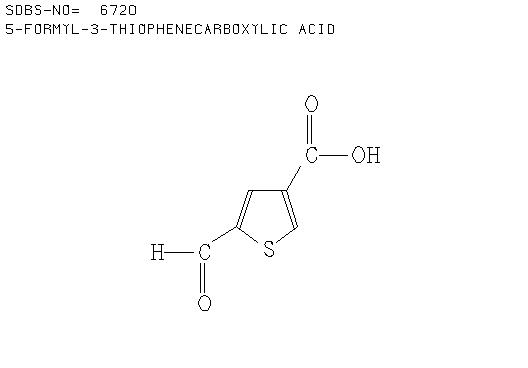 SDBS-NO= 6720
5-FORMYL-3-THIOPHENECARBOXYLIC ACID
O
C OH
S
H C
O